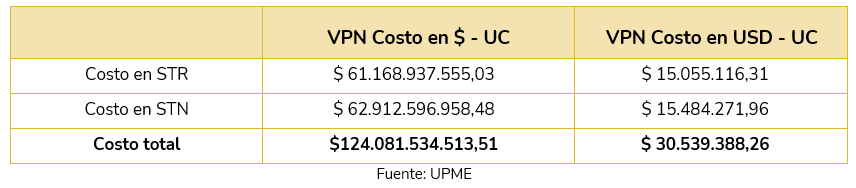 VPN Costo en $ - UC VPN Costo en USD - UC
Costo en STR $ 61.168.937.555,03 $ 15.055.116,31
Costo en STN $ 62.912.596.958,48 $ 15.484.271,96
Costo total $124.081.534.513,51 $ 30.539.388,26
Fuente: UPME